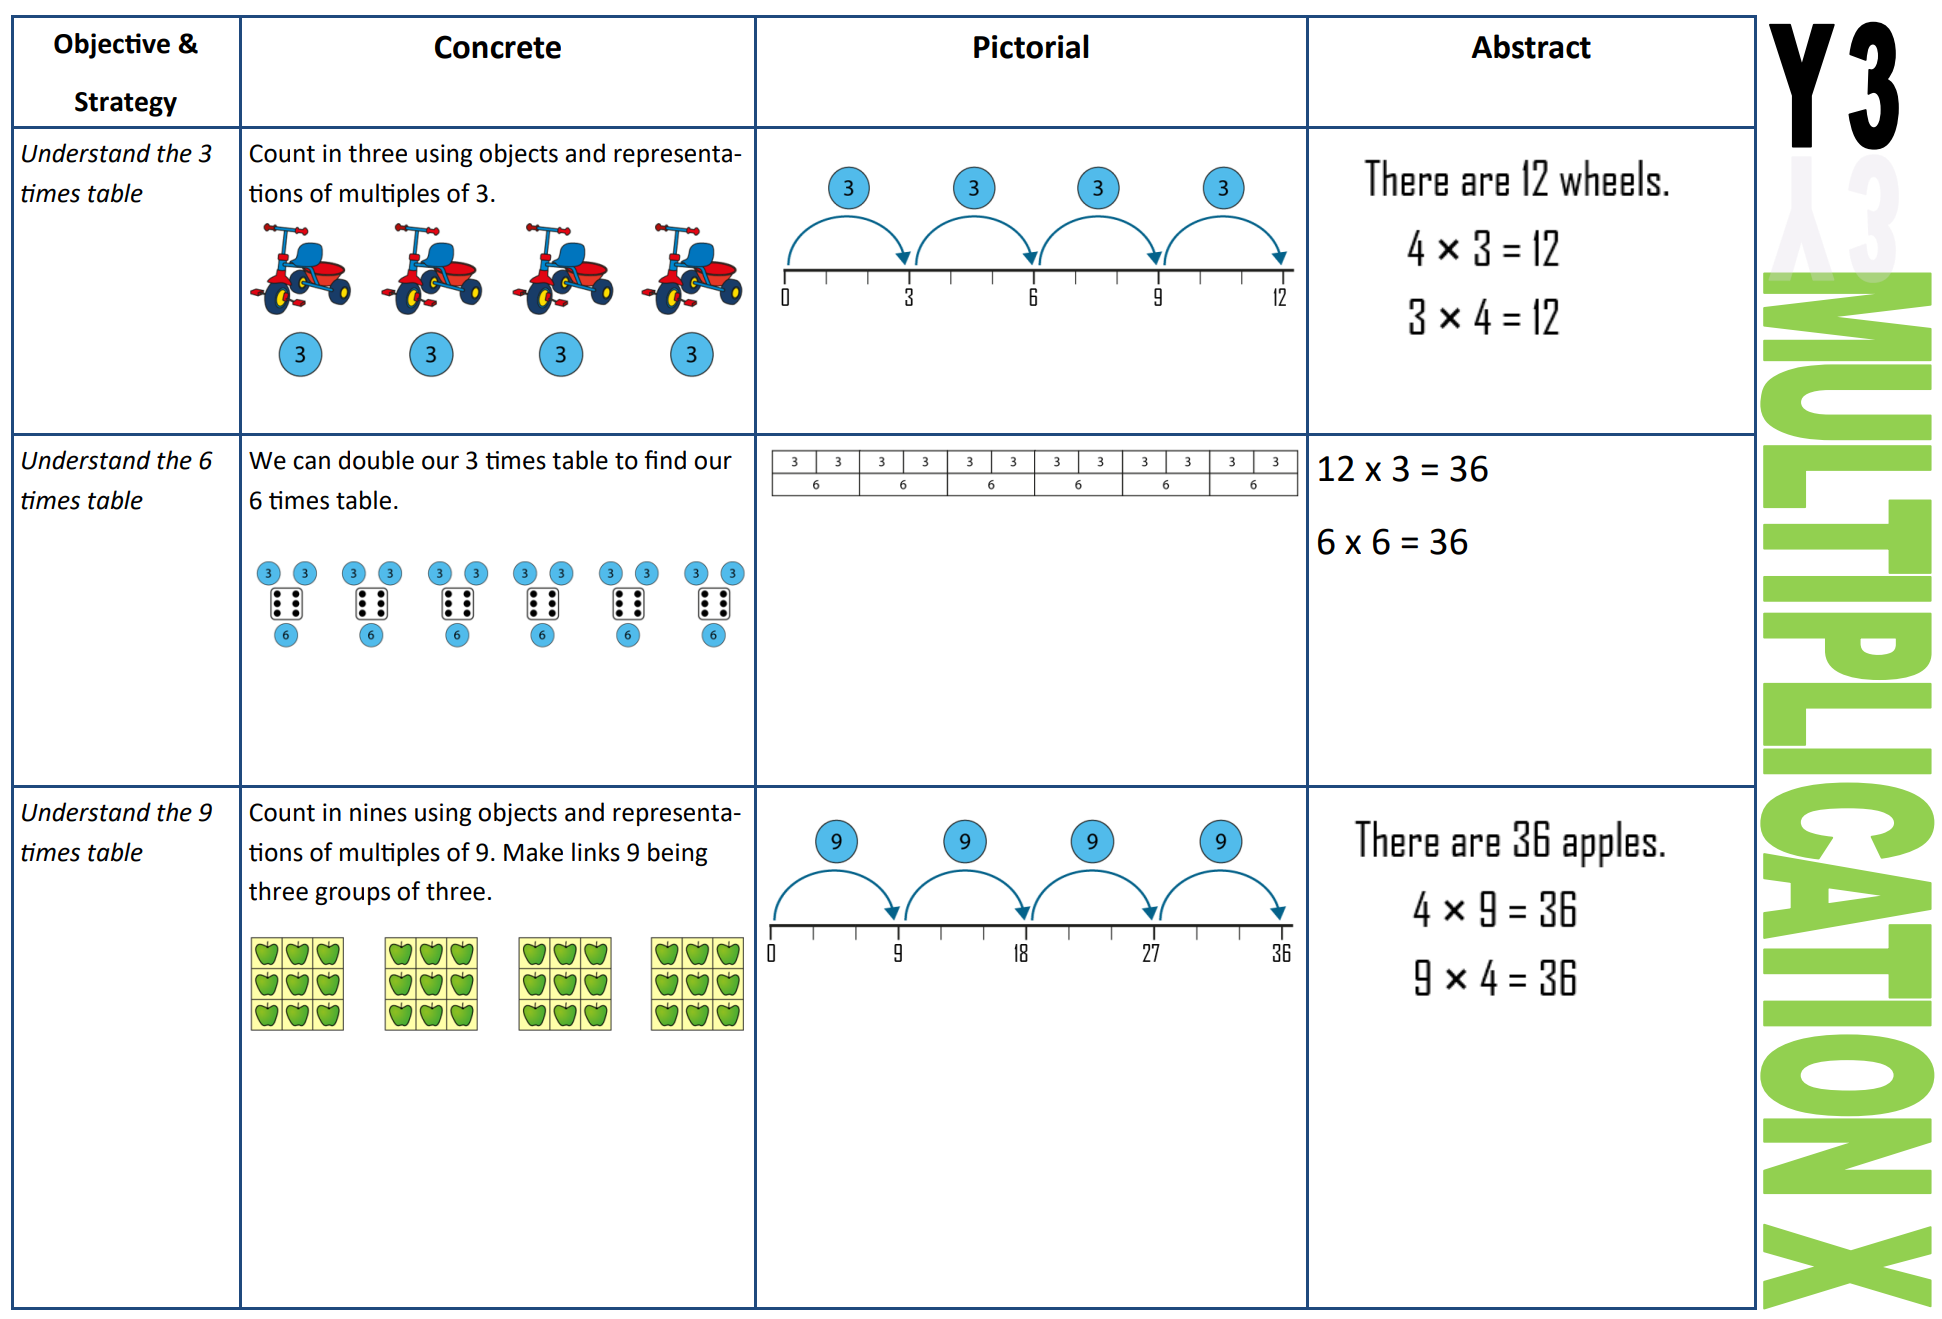 Objective &
Strategy
Concrete
Pictorial
Abstract
Y3
Understand the 3
times table
Count in three using objects and representa-
tions of multiples of 3.
3 3 3 3
3 3 3 3
0 3 6 9 12
There are 12 wheels.
4 × 3 = 12
3 × 4 = 12
Understand the 6
times table
We can double our 3 times table to find our
6 times table.
3 3 3 3 3 3 3 3 3 3 3 3
6 6 6 6 6 6
3 3 3 3 3 3 3 3 3 3 3 3
6 6 6 6 6 6
12 x 3 = 36
6 x 6 = 36
Understand the 9
times table
Count in nines using objects and representa-
tions of multiples of 9. Make links 9 being
three groups of three.
9 9 9 9
0 9 18 27 36
There are 36 apples.
4 × 9 = 36
9 × 4 = 36
MULTIPLICATION X